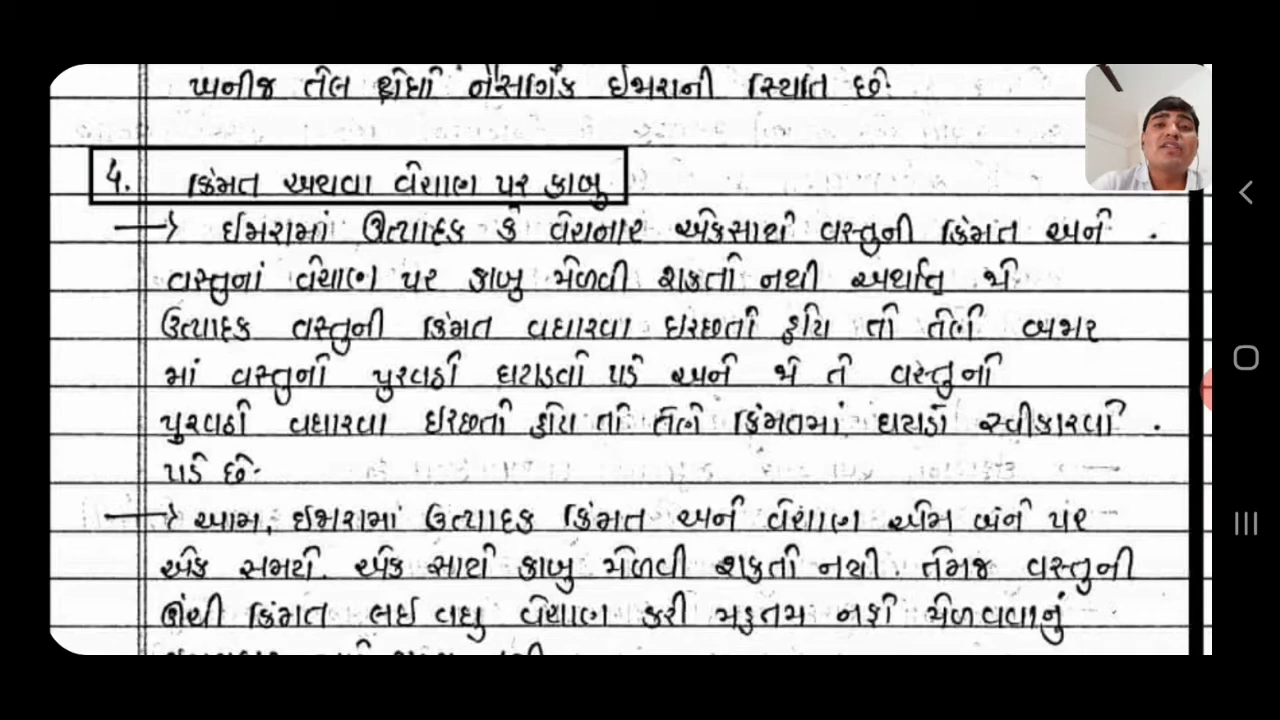 ખનીજ તેલ ક્ષેત્રે નૈસર્ગિક ઈજારાની સ્થિતિ છે.
4. કિંમત અથવા વેચાણ પર કાબુ
→ ઈજારામાં ઉત્પાદક કે વેચનાર એકસાથે વસ્તુની કિંમત અને
વસ્તુનાં વેચાણ પર કાબુ મેળવી શકતો નથી અર્થાત્ જો
ઉત્પાદક વસ્તુની કિંમત વધારવા ઇચ્છતો હોય તો તેણે બજાર
માં વસ્તુનો પુરવઠો ઘટાડવો પડે અને જો તે વસ્તુનો
પુરવઠો વધારવા ઇચ્છતો હોય તો તેણે કિંમતમાં ઘટાડો સ્વીકારવો
પડે છે.
→ આમ, ઈજારામાં ઉત્પાદક કિંમત અને વેચાણ એમ બંને પર
એક સમયે એક સાથે કાબુ મેળવી શકતો નથી. તેમજ વસ્તુની
ઊંચી કિંમત લઈ વધુ વેચાણ કરી મહત્તમ નફો મેળવવાનું